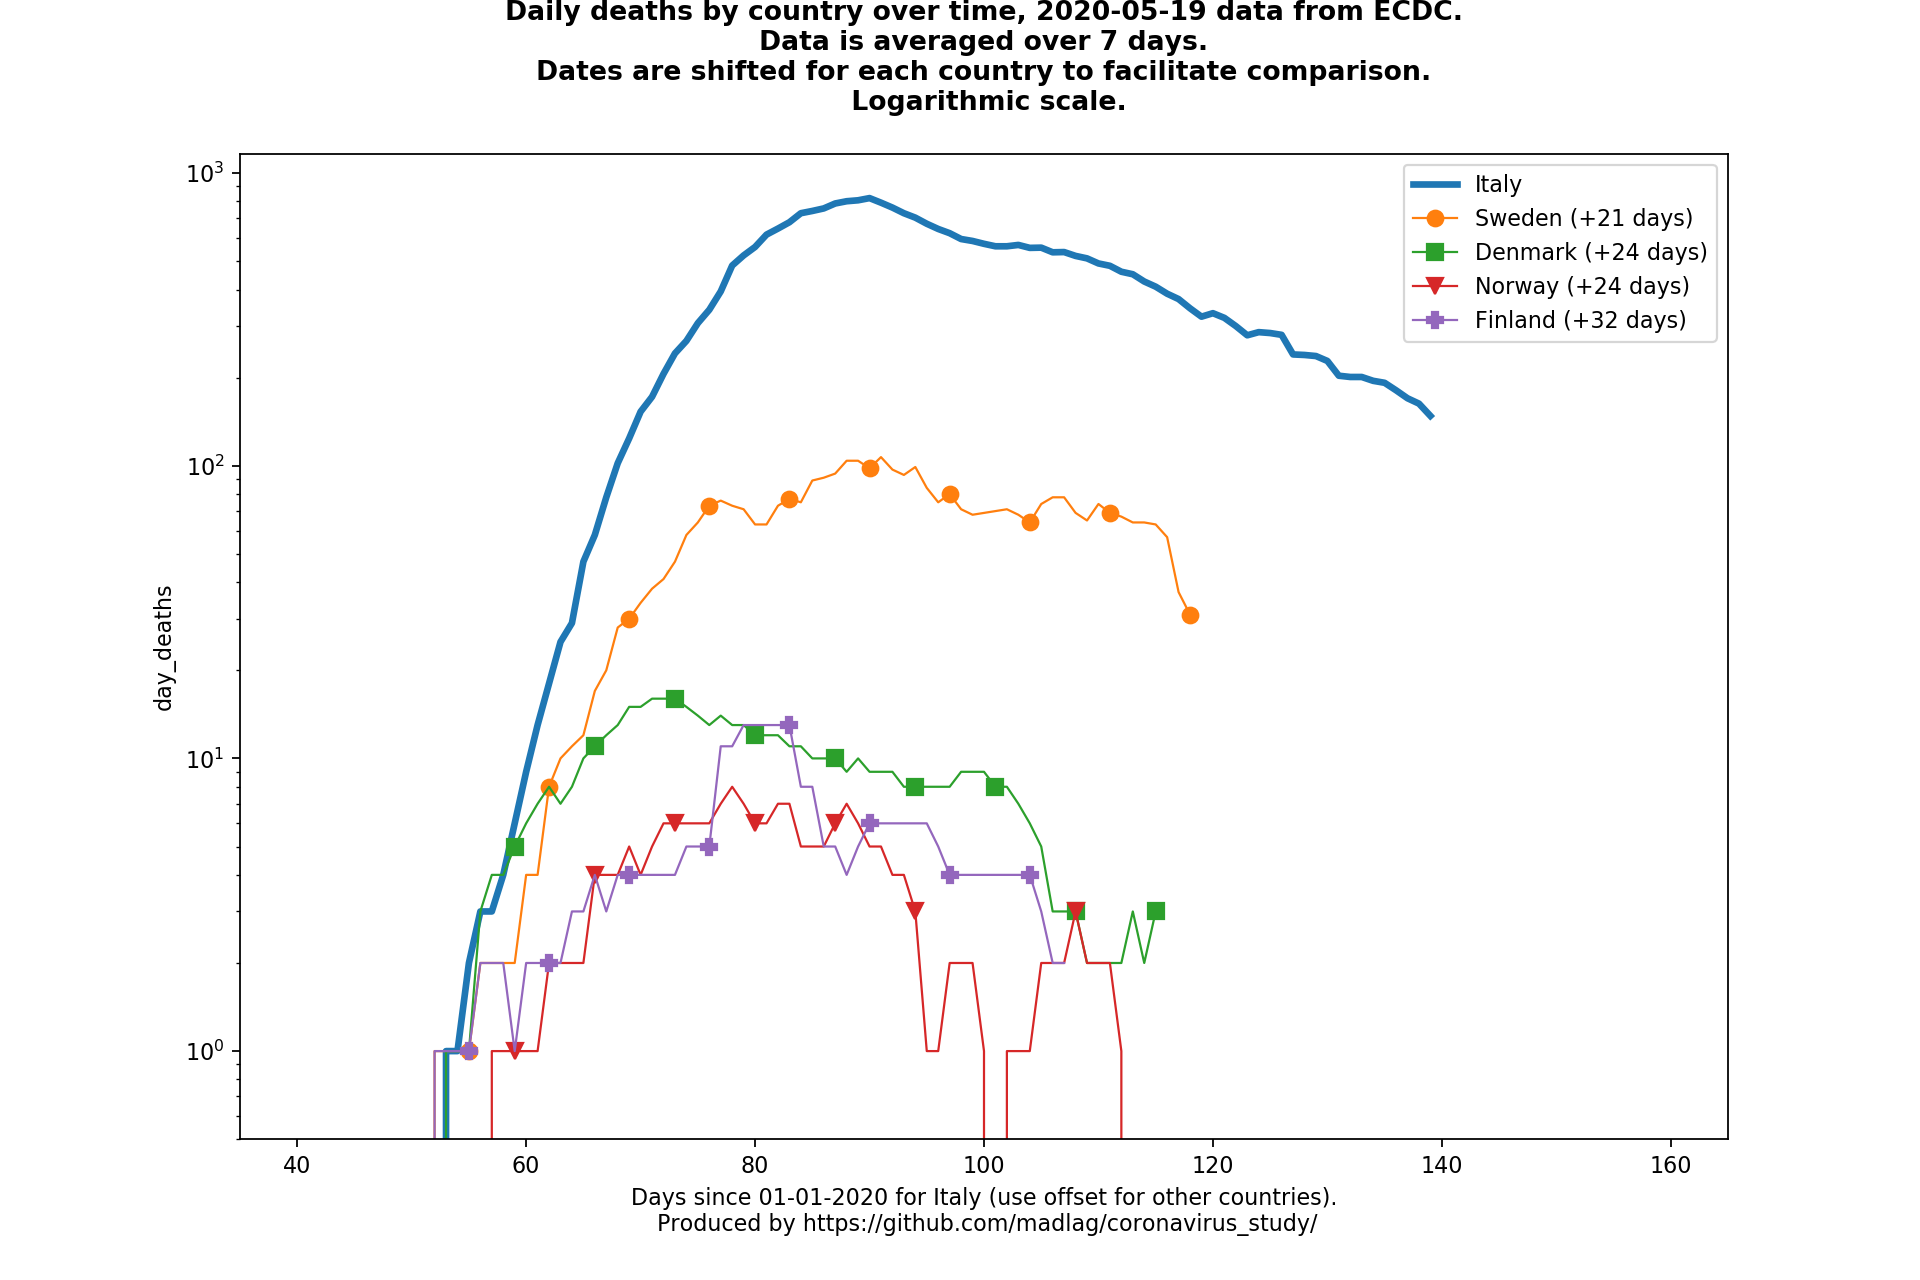 Daily deaths by country over time, 2020-05-19 data from ECDC.
Data is averaged over 7 days.
Dates are shifted for each country to facilitate comparison.
Logarithmic scale.
10³
10²
10¹
10⁰
day_deaths
Italy
Sweden (+21 days)
Denmark (+24 days)
Norway (+24 days)
Finland (+32 days)
40 60 80 100 120 140 160
Days since 01-01-2020 for Italy (use offset for other countries).
Produced by https://github.com/madlag/coronavirus_study/